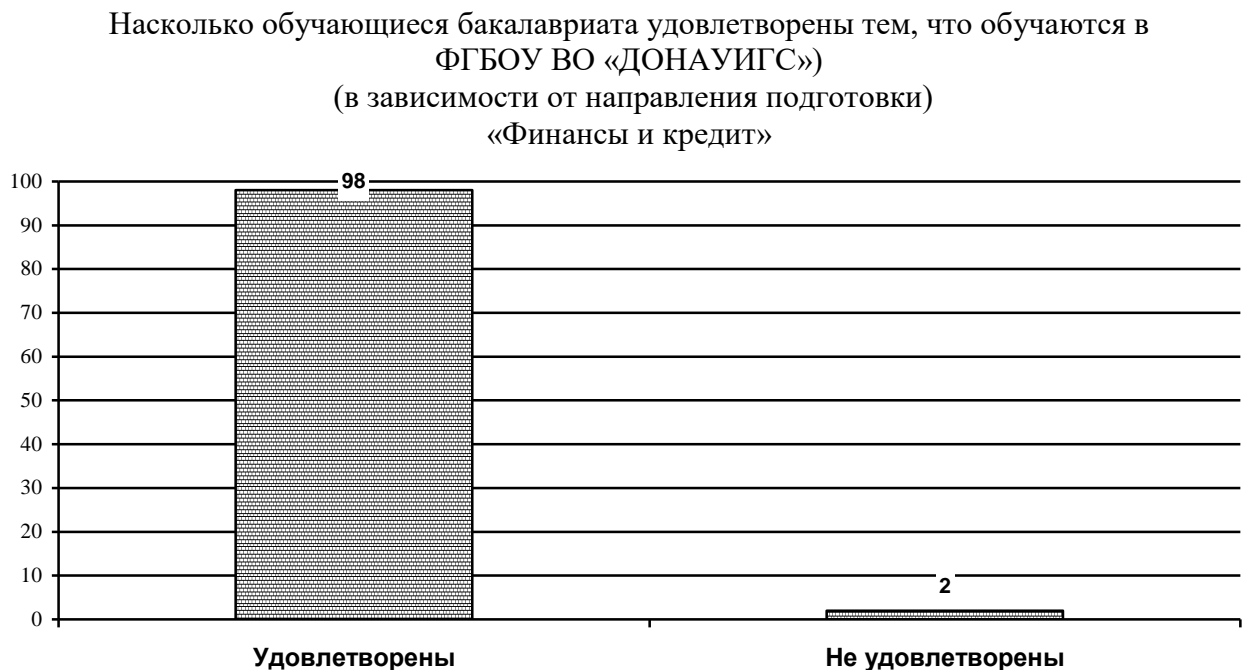 Насколько обучающиеся бакалавриата удовлетворены тем, что обучаются в
ФГБОУ ВО «ДОНАУИГС»)
(в зависимости от направления подготовки)
«Финансы и кредит»
100
90
80
70
60
50
40
30
20
10
0
98
2
Удовлетворены
Не удовлетворены